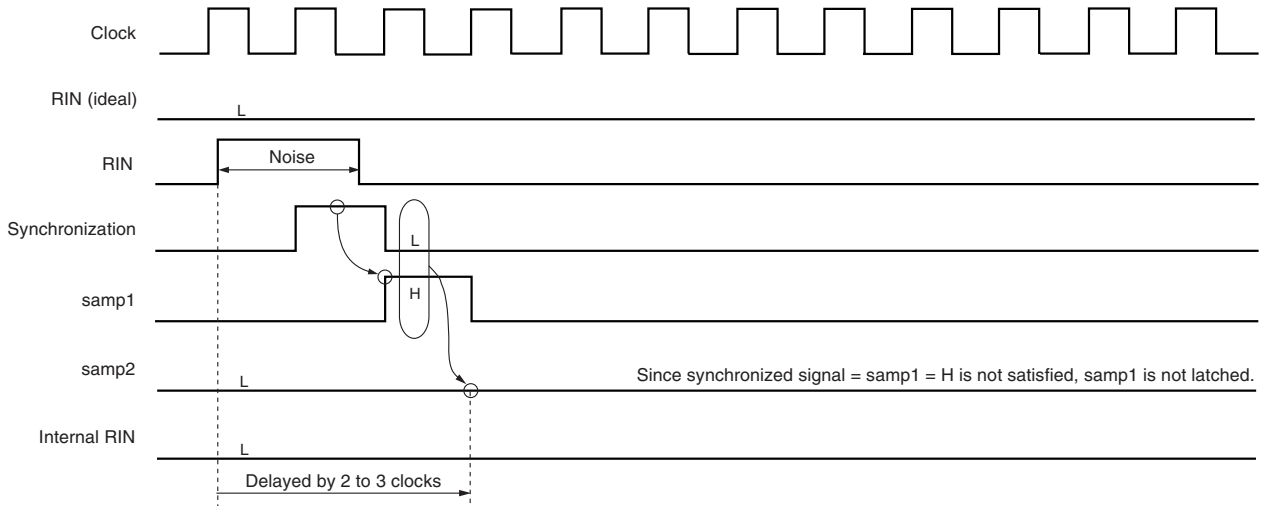 Clock
RIN (ideal)
L
RIN
Noise
Synchronization
L
samp1
H
samp2
L
Since synchronized signal = samp1 = H is not satisfied, samp1 is not latched.
Internal RIN
L
Delayed by 2 to 3 clocks